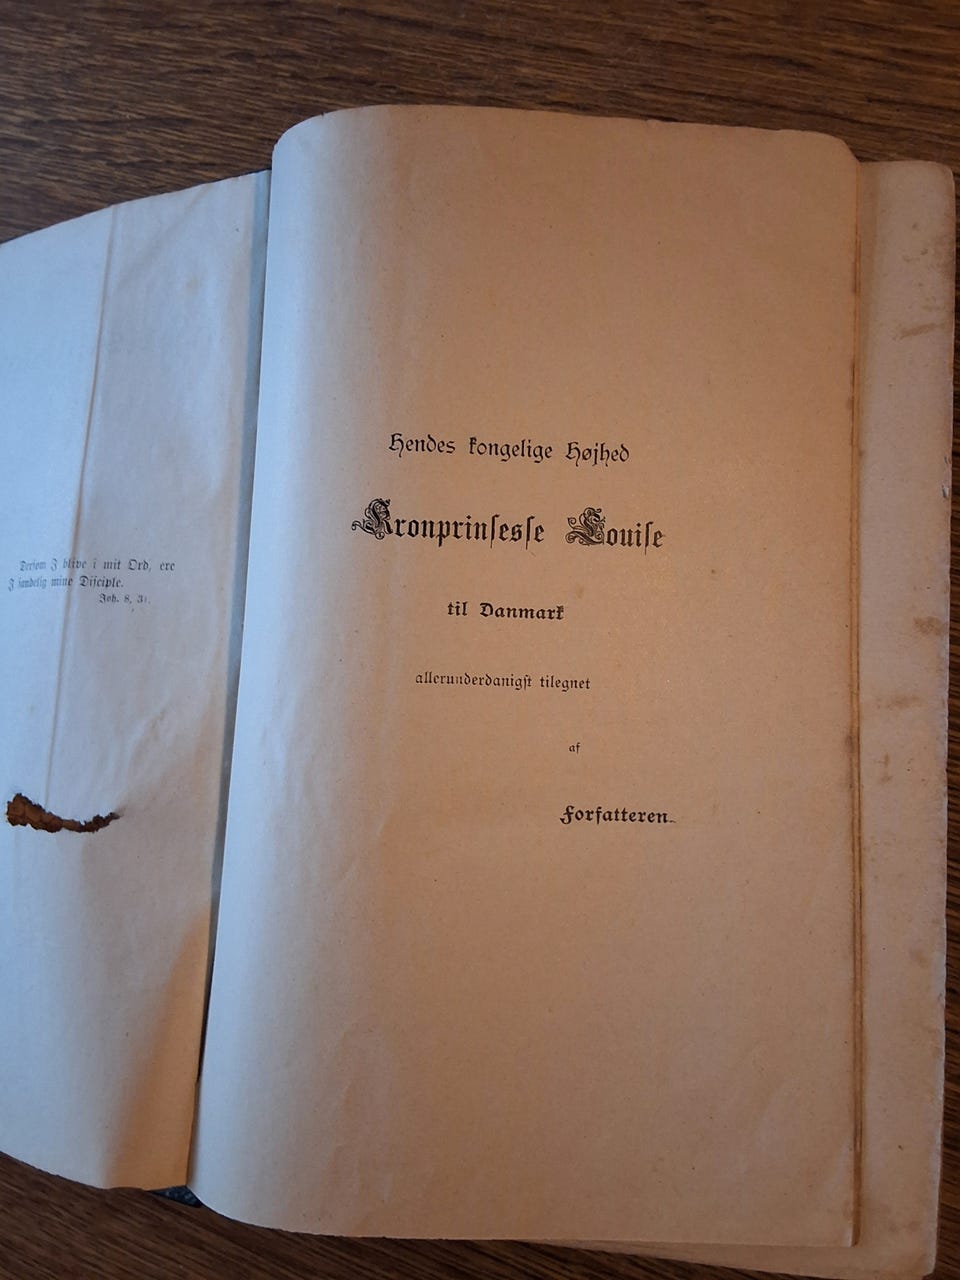 Dersom I blive i mit Ord, ere
I sandelig mine Disciple.
Joh. 8, 31.
Hendes kongelige Højhed
Kronprinsesse Louise
til Danmark
allerunderdanigst tilegnet
af
Forfatteren.